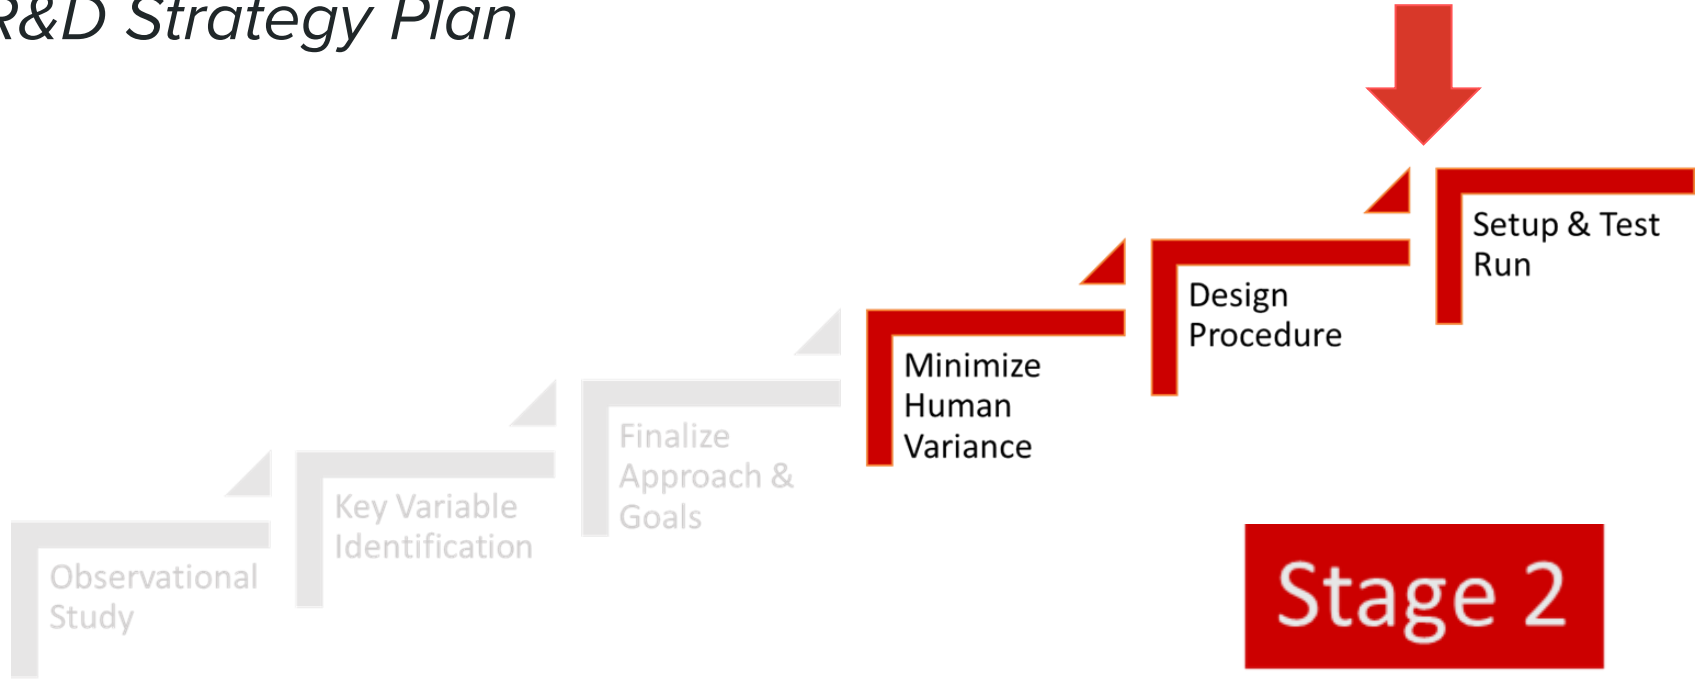 R&D Strategy Plan
Observational
Study
Key Variable
Identification
Finalize
Approach &
Goals
Minimize
Human
Variance
Design
Procedure
Setup & Test
Run
Stage 2